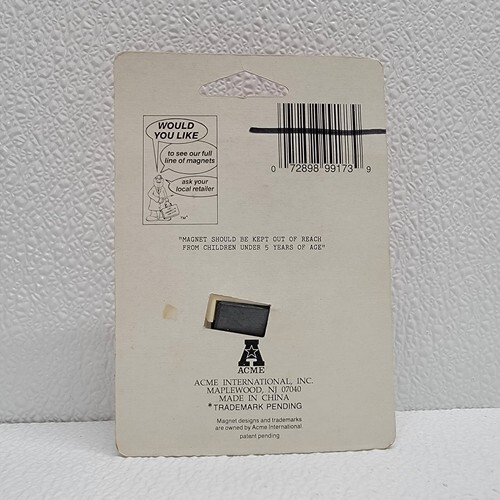 WOULD
YOU LIKE
to see our full
line of magnets
ask your
local retailer
0 72898 99173 9
"MAGNET SHOULD BE KEPT OUT OF REACH
FROM CHILDREN UNDER 5 YEARS OF AGE"
A
ACME
ACME INTERNATIONAL, INC.
MAPLEWOOD, NJ 07040
MADE IN CHINA
*TRADEMARK PENDING
Magnet designs and trademarks
are owned by Acme International
patent pending